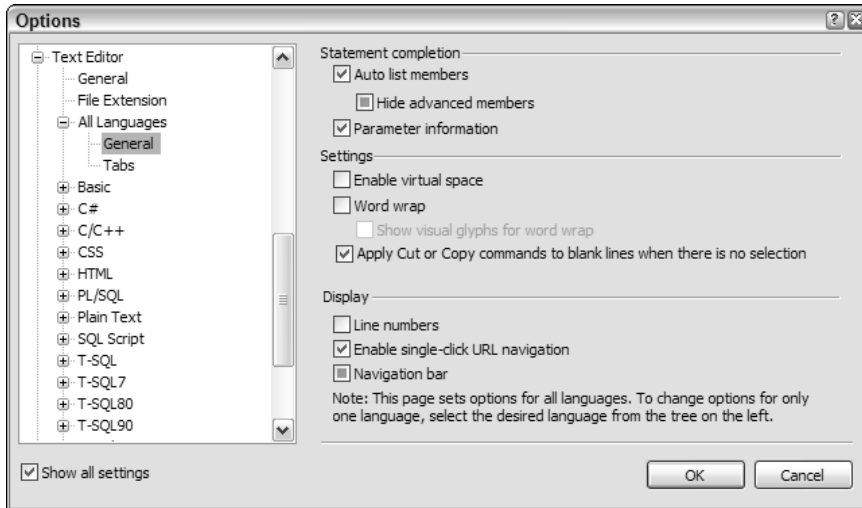 Options
Text Editor
General
File Extension
All Languages
General
Tabs
Basic
C#
C/C++
CSS
HTML
PL/SQL
Plain Text
SQL Script
T-SQL
T-SQL7
T-SQL80
T-SQL90
Show all settings
Statement completion
Auto list members
Hide advanced members
Parameter information
Settings
Enable virtual space
Word wrap
Show visual glyphs for word wrap
Apply Cut or Copy commands to blank lines when there is no selection
Display
Line numbers
Enable single-click URL navigation
Navigation bar
Note: This page sets options for all languages. To change options for only
one language, select the desired language from the tree on the left.
OK
Cancel